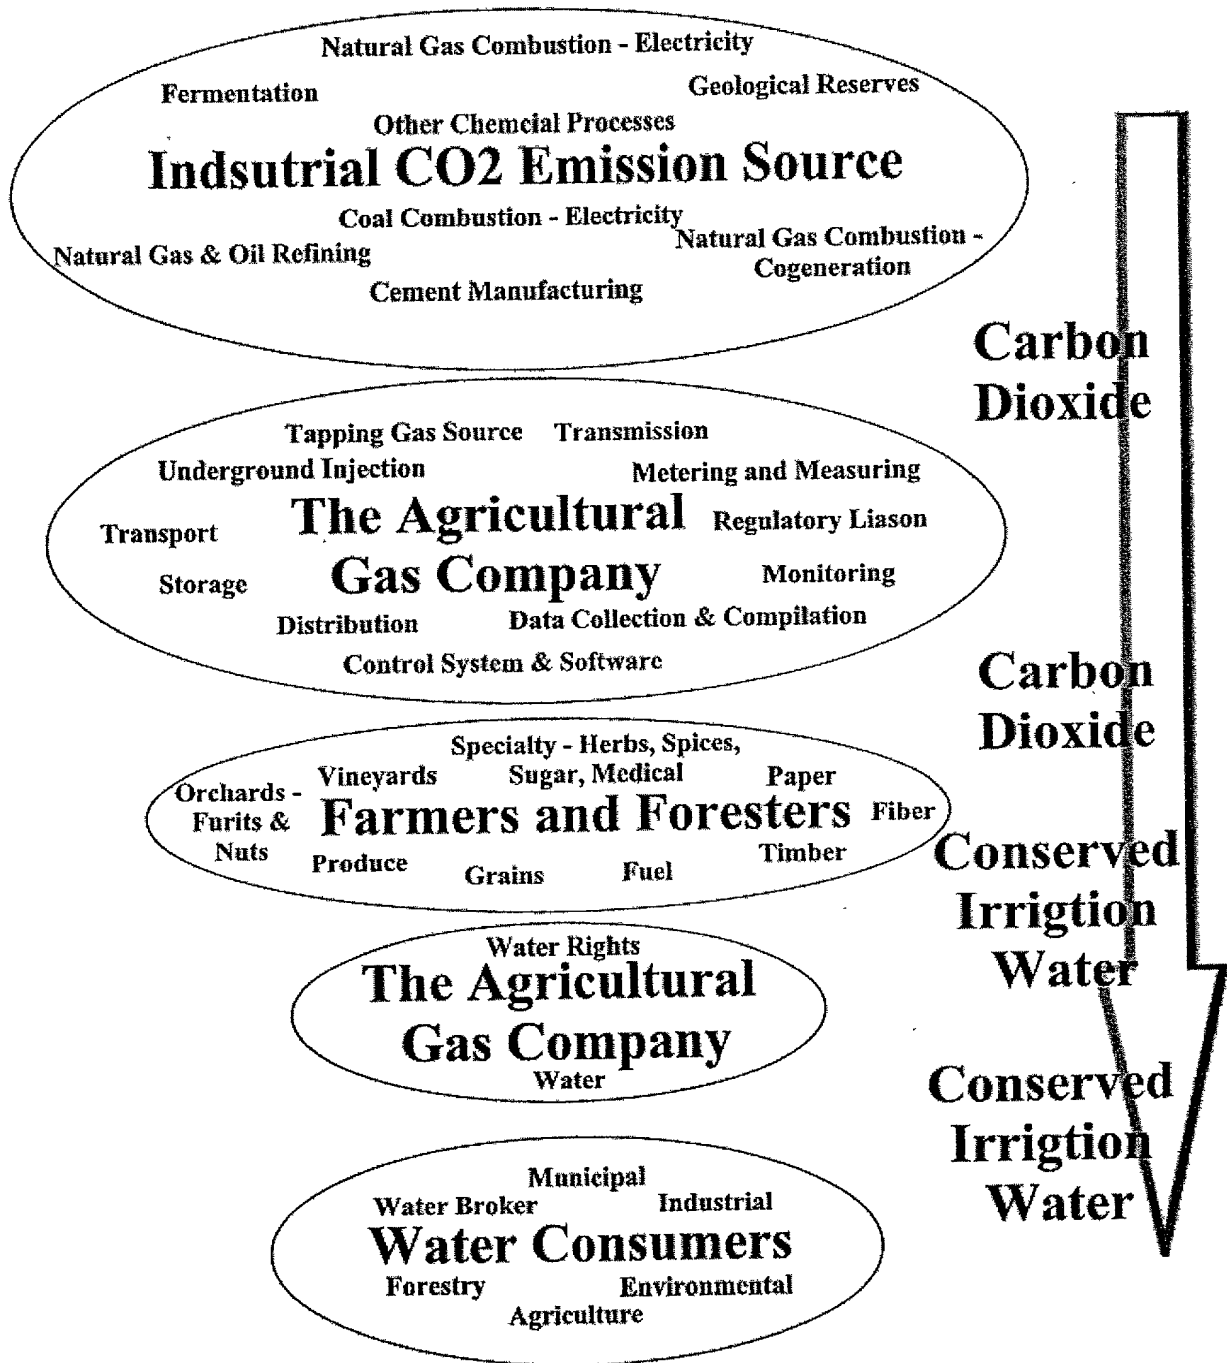 Natural Gas Combustion - Electricity
Fermentation
Geological Reserves
Other Chemcial Processes
Indsutrial CO2 Emission Source
Coal Combustion - Electricity
Natural Gas & Oil Refining
Natural Gas Combustion -
Cogeneration
Cement Manufacturing
Carbon
Dioxide
Tapping Gas Source
Transmission
Underground Injection
Metering and Measuring
The Agricultural
Gas Company
Transport
Regulatory Liason
Storage
Monitoring
Distribution
Data Collection & Compilation
Control System & Software
Carbon
Dioxide
Specialty - Herbs, Spices,
Sugar, Medical
Vineyards
Paper
Orchards -
Furits &
Nuts
Farmers and Foresters
Fiber
Produce
Grains
Fuel
Timber
Conserved
Irrigtion
Water
Water Rights
The Agricultural
Gas Company
Water
Conserved
Irrigtion
Water
Municipal
Water Broker
Industrial
Water Consumers
Forestry
Environmental
Agriculture